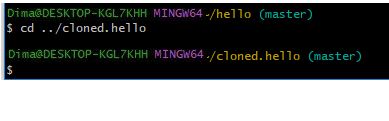 Dima@DESKTOP-KGL7KHH MINGW64 ~/hello (master)
$ cd ../cloned.hello
Dima@DESKTOP-KGL7KHH MINGW64 ~/cloned.hello (master)
$